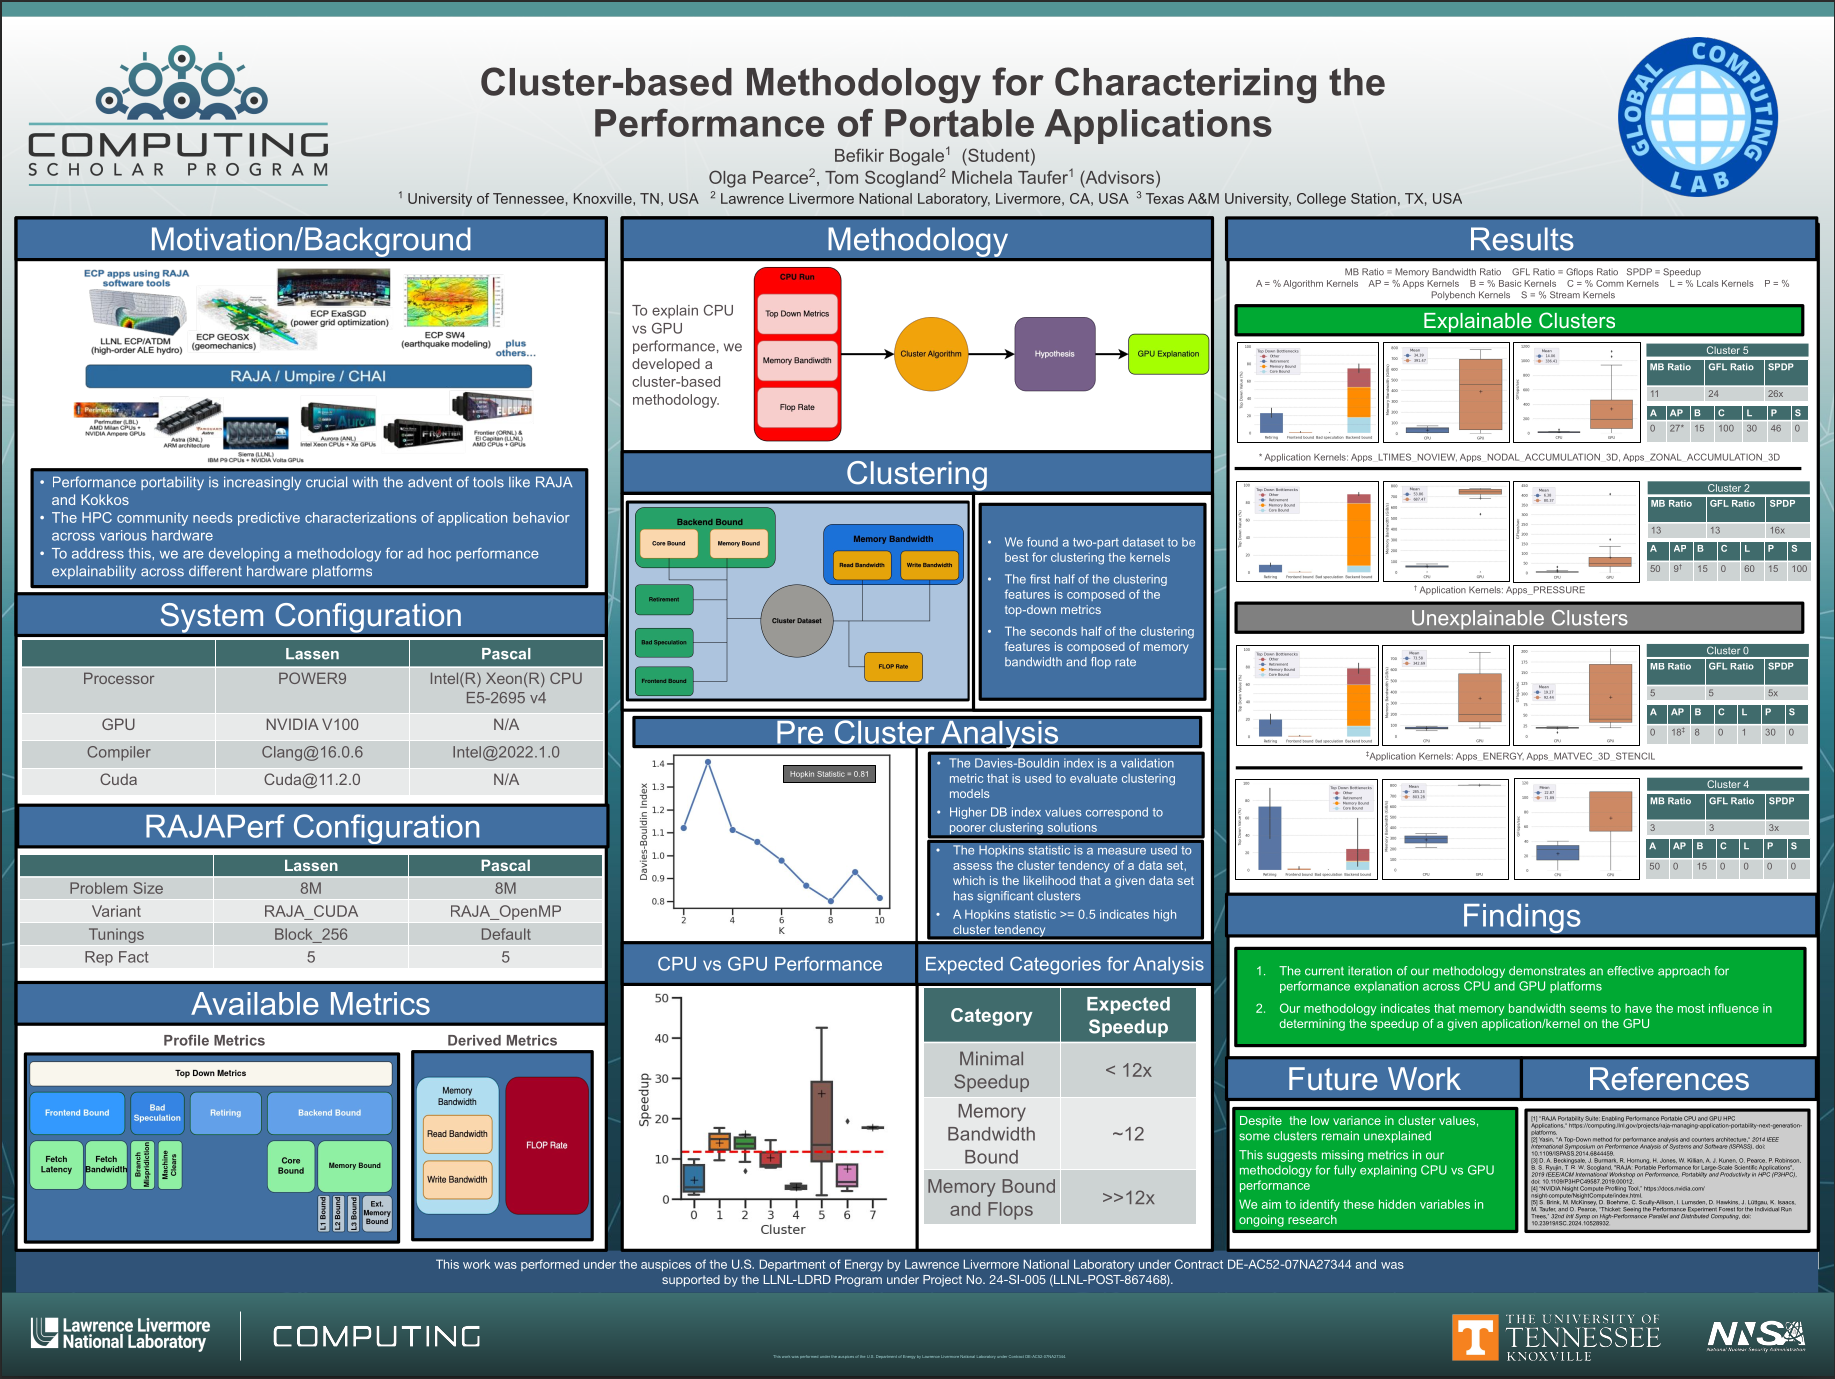 COMPUTING
SCHOLAR PROGRAM
Cluster-based Methodology for Characterizing the
Performance of Portable Applications
Befikir Bogale1 (Student)
Olga Pearce2, Tom Scogland2 Michela Taufer1 (Advisors)
1 University of Tennessee, Knoxville, TN, USA 2 Lawrence Livermore National Laboratory, Livermore, CA, USA 3 Texas A&M University, College Station, TX, USA
GLOBAL COMPUTING LAB
Motivation/Background
ECP apps using RAJA
software tools
LLNL ECP/ATDM
(high-order ALE hydro)
ECP GEOSX
(geomechanics)
ECP ExaSGD
(power grid optimization)
ECP SW4
(earthquake modeling)
plus
others...
RAJA / Umpire / CHAI
Perlmutter (LBL)
AMD Milan CPUs +
NVIDIA Ampere GPUs
Astra (SNL)
ARM architecture
Sierra (LLNL)
IBM P9 CPUs + NVIDIA Volta GPUs
Aurora (ANL)
Intel Xeon CPUs + Xe GPUs
Frontier (ORNL) &
El Capitan (LLNL)
AMD CPUs + GPUs
• Performance portability is increasingly crucial with the advent of tools like RAJA
and Kokkos
• The HPC community needs predictive characterizations of application behavior
across various hardware
• To address this, we are developing a methodology for ad hoc performance
explainability across different hardware platforms
System Configuration
Lassen Pascal
Processor POWER9 Intel(R) Xeon(R) CPU
E5-2695 v4
GPU NVIDIA V100 N/A
Compiler Clang@16.0.6 Intel@2022.1.0
Cuda Cuda@11.2.0 N/A
RAJAPerf Configuration
Lassen Pascal
Problem Size 8M 8M
Variant RAJA_CUDA RAJA_OpenMP
Tunings Block_256 Default
Rep Fact 5 5
Available Metrics
Profile Metrics
Top Down Metrics
Frontend Bound
Bad
Speculation
Retiring
Backend Bound
Fetch
Latency
Fetch
Bandwidth
Branch
Mispridiction
Machine
Clears
Core
Bound
Memory Bound
L1 Bound
L2 Bound
L3 Bound
Ext.
Memory
Bound
Derived Metrics
Memory
Bandwidth
Read Bandwidth
Write Bandwidth
FLOP Rate
Methodology
To explain CPU
vs GPU
performance, we
developed a
cluster-based
methodology.
CPU Run
Top Down Metrics
Memory Bandiwdth
Flop Rate
Cluster Algorithm
Hypothesis
GPU Explanation
Clustering
Backend Bound
Core Bound
Memory Bound
Memory Bandwidth
Read Bandwidth
Write Bandwidth
Retirement
Bad Speculation
Frontend Bound
Cluster Dataset
FLOP Rate
• We found a two-part dataset to be
best for clustering the kernels
• The first half of the clustering
features is composed of the
top-down metrics
• The seconds half of the clustering
features is composed of memory
bandwidth and flop rate
Pre Cluster Analysis
Hopkin Statistic = 0.81
Davies-Bouldin Index
1.4
1.3
1.2
1.1
1.0
0.9
0.8
2 4 6 8 10
K
• The Davies-Bouldin index is a validation
metric that is used to evaluate clustering
models
• Higher DB index values correspond to
poorer clustering solutions
• The Hopkins statistic is a measure used to
assess the cluster tendency of a data set,
which is the likelihood that a given data set
has significant clusters
• A Hopkins statistic >= 0.5 indicates high
cluster tendency
CPU vs GPU Performance
Speedup
50
40
30
20
10
0
0 1 2 3 4 5 6 7
Cluster
Expected Categories for Analysis
Category Expected
Speedup
Minimal
Speedup < 12x
Memory
Bandwidth
Bound ~12
Memory Bound
and Flops >>12x
Results
MB Ratio = Memory Bandwidth Ratio GFL Ratio = Gflops Ratio SPDP = Speedup
A = % Algorithm Kernels AP = % Apps Kernels B = % Basic Kernels C = % Comm Kernels L = % Lcals Kernels P = %
Polybench Kernels S = % Stream Kernels
Explainable Clusters
Cluster 5
MB Ratio GFL Ratio SPDP
11 24 26x
A AP B C L P S
0 27* 15 100 30 46 0
* Application Kernels: Apps_LTIMES_NOVIEW, Apps_NODAL_ACCUMULATION_3D, Apps_ZONAL_ACCUMULATION_3D
Cluster 2
MB Ratio GFL Ratio SPDP
13 13 16x
A AP B C L P S
50 9† 15 0 60 15 100
† Application Kernels: Apps_PRESSURE
Unexplainable Clusters
Cluster 0
MB Ratio GFL Ratio SPDP
5 5 5x
A AP B C L P S
0 18‡ 8 0 1 30 0
‡Application Kernels: Apps_ENERGY, Apps_MATVEC_3D_STENCIL
Cluster 4
MB Ratio GFL Ratio SPDP
3 3 3x
A AP B C L P S
50 0 15 0 0 0 0
Findings
1. The current iteration of our methodology demonstrates an effective approach for
performance explanation across CPU and GPU platforms
2. Our methodology indicates that memory bandwidth seems to have the most influence in
determining the speedup of a given application/kernel on the GPU
Future Work
Despite the low variance in cluster values,
some clusters remain unexplained
This suggests missing metrics in our
methodology for fully explaining CPU vs GPU
performance
We aim to identify these hidden variables in
ongoing research
References
[1] "RAJA Portability Suite: Enabling Performance Portable CPU and GPU HPC
Applications," https://computing.llnl.gov/projects/raja-managing-application-portability-next-generation-
platforms.
[2] Yasin, "A Top-Down method for performance analysis and counters architecture," 2014 IEEE
International Symposium on Performance Analysis of Systems and Software (ISPASS), doi:
10.1109/ISPASS.2014.6844459.
[3] D. A. Beckingsale, J. Burmark, R. Hornung, H. Jones, W. Killian, A. J. Kunen, O. Pearce, P. Robinson,
B. S. Ryujin, T. R. W. Scogland, "RAJA: Portable Performance for Large-Scale Scientific Applications",
2019 IEEE/ACM International Workshop on Performance, Portability and Productivity in HPC (P3HPC),
doi: 10.1109/P3HPC49587.2019.00012.
[4] "NVIDIA Nsight Compute Profiling Tool," https://docs.nvidia.com/
nsight-compute/NsightCompute/index.html.
[5] S. Brink, M. McKinsey, D. Boehme, C. Scully-Allison, I. Lumsden, D. Hawkins, J. Lüttgau, K. Isaacs,
M. Taufer, and O. Pearce, "Thicket: Seeing the Performance Experiment Forest for the Individual Run
Trees," 32nd Intl Symp on High-Performance Parallel and Distributed Computing, doi:
This work was performed under the auspices of the U.S. Department of Energy by Lawrence Livermore National Laboratory under Contract DE-AC52-07NA27344 and was
supported by the LLNL-LDRD Program under Project No. 24-SI-005 (LLNL-POST-867468).
Lawrence Livermore
National Laboratory
COMPUTING
This work was performed under the auspices of the U.S. Department of Energy by Lawrence Livermore National Laboratory under Contract DE-AC52-07NA27344
THE UNIVERSITY OF
TENNESSEE
KNOXVILLE
NNSA
National Nuclear Security Administration